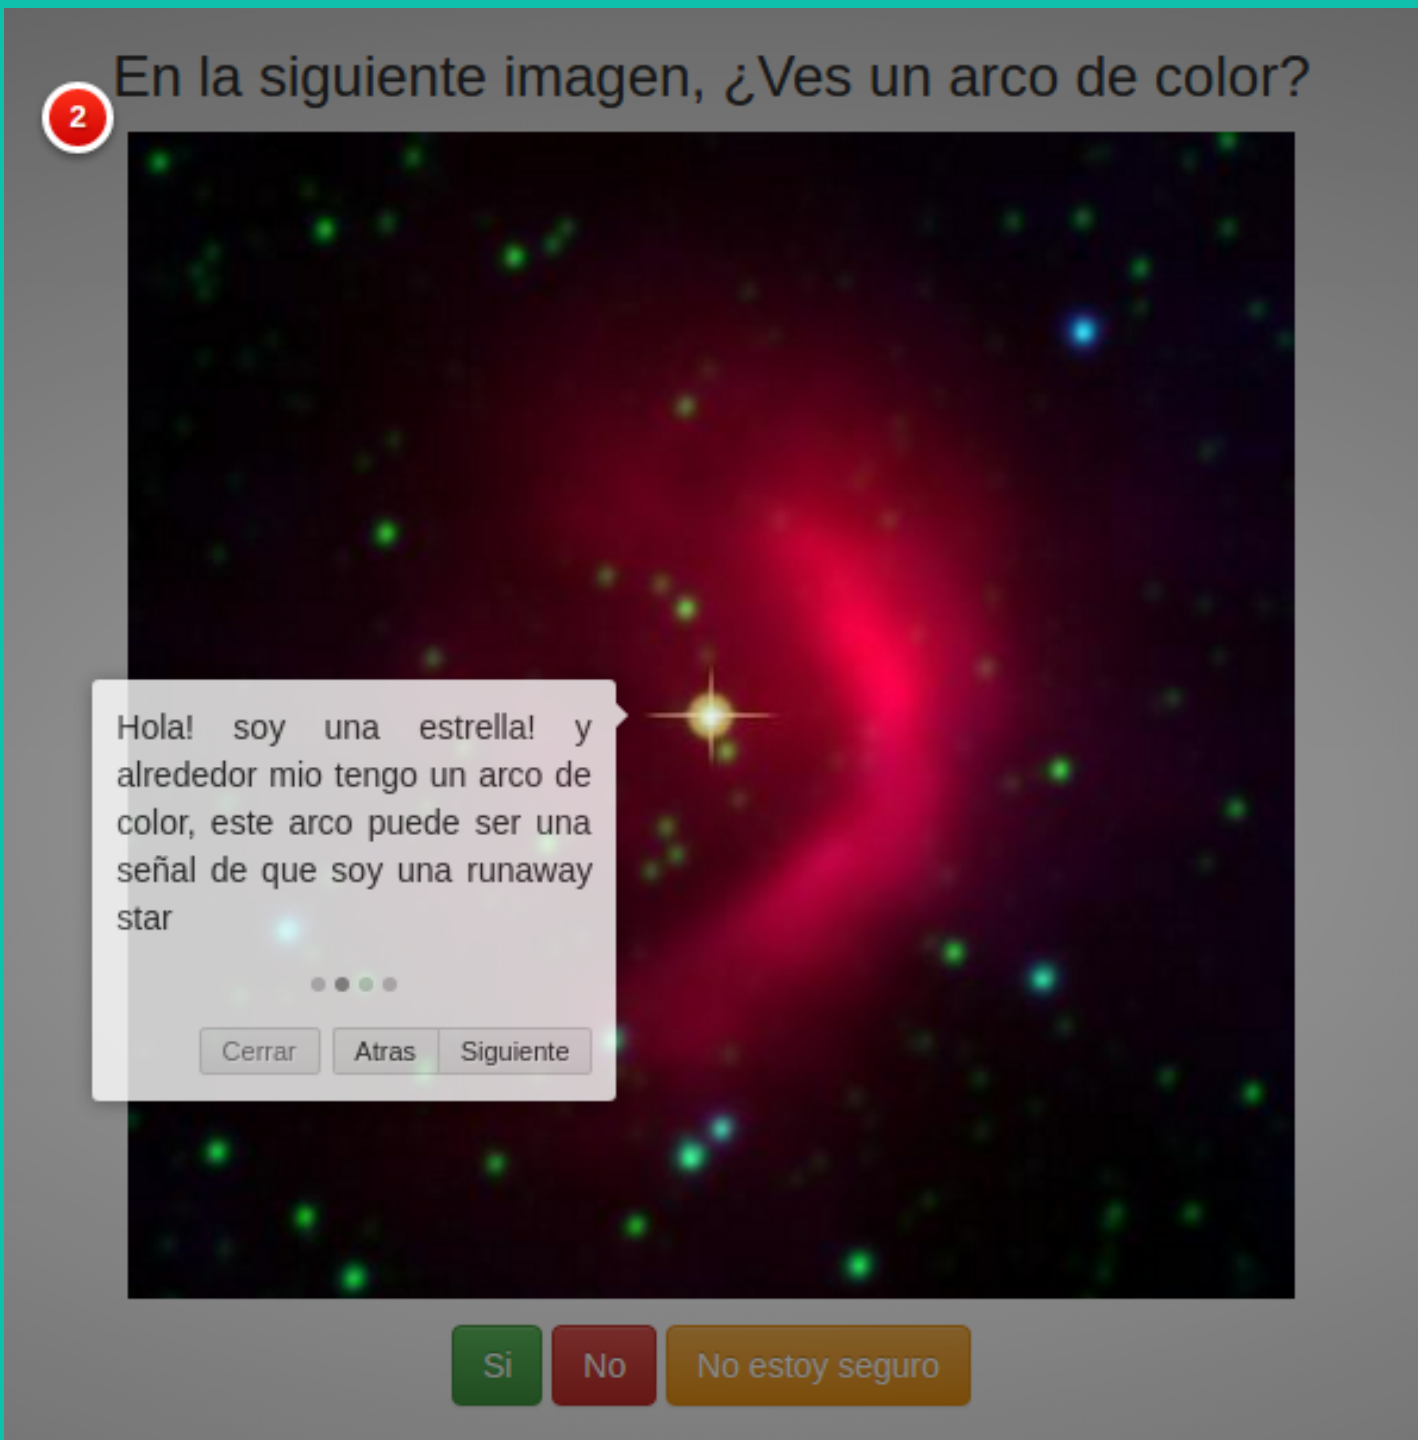 En la siguiente imagen, ¿Ves un arco de color?
2
Hola! soy una estrella! y
alrededor mio tengo un arco de
color, este arco puede ser una
señal de que soy una runaway
star
Cerrar Atras Siguiente
Si No No estoy seguro